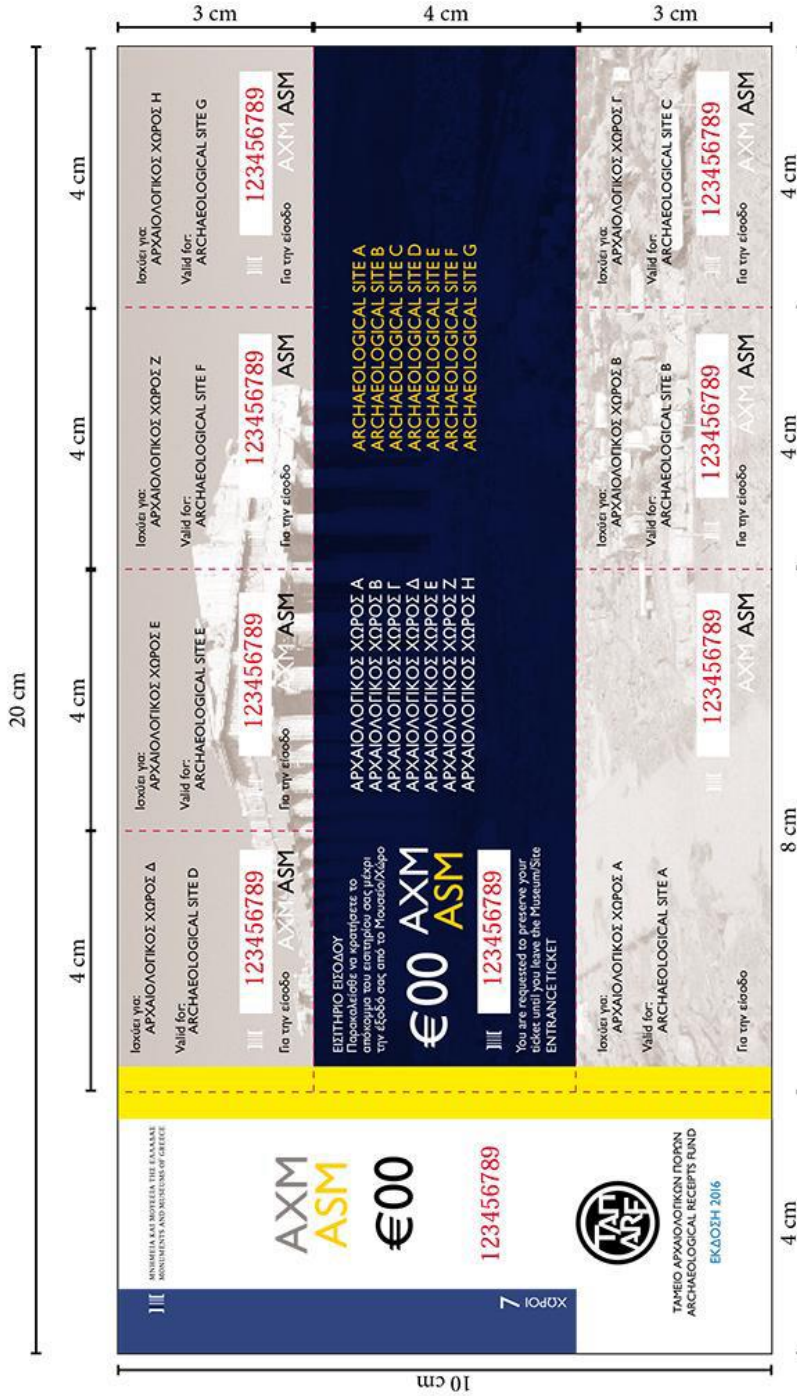 20 cm
4 cm
4 cm
4 cm
4 cm
10 cm
ΜΝΗΜΕΙΑ ΚΑΙ ΜΟΥΣΕΙΑ ΤΗΣ ΕΛΛΑΔΑΣ
MONUMENTS AND MUSEUMS OF GREECE
ΑΧΜ
ASM
€00
123456789
7 ΧΩΡΟΙ
ΤΑΠ
ARF
ΤΑΜΕΙΟ ΑΡΧΑΙΟΛΟΓΙΚΩΝ ΠΟΡΩΝ
ARCHAEOLOGICAL RECEIPTS FUND
ΕΚΔΟΣΗ 2016
Ισχύει για:
ΑΡΧΑΙΟΛΟΓΙΚΟΣ ΧΩΡΟΣ Δ
Valid for:
ARCHAEOLOGICAL SITE D
123456789
Για την είσοδο ΑΧΜ ASM
Ισχύει για:
ΑΡΧΑΙΟΛΟΓΙΚΟΣ ΧΩΡΟΣ Ε
Valid for:
ARCHAEOLOGICAL SITE E
123456789
Για την είσοδο ΑΧΜ ASM
Ισχύει για:
ΑΡΧΑΙΟΛΟΓΙΚΟΣ ΧΩΡΟΣ Ζ
Valid for:
ARCHAEOLOGICAL SITE F
123456789
Για την είσοδο ASM
Ισχύει για:
ΑΡΧΑΙΟΛΟΓΙΚΟΣ ΧΩΡΟΣ Η
Valid for:
ARCHAEOLOGICAL SITE G
123456789
Για την είσοδο ΑΧΜ ASM
3 cm
ΕΙΣΙΤΗΡΙΟ ΕΙΣΟΔΟΥ
Παρακαλείσθε να κρατήσετε το
απόκομμα του εισιτηρίου σας μέχρι
την έξοδό σας από το Μουσείο/Χώρο
€00 ΑΧΜ
ASM
123456789
You are requested to preserve your
ticket until you leave the Museum/Site
ENTRANCE TICKET
ΑΡΧΑΙΟΛΟΓΙΚΟΣ ΧΩΡΟΣ Α
ΑΡΧΑΙΟΛΟΓΙΚΟΣ ΧΩΡΟΣ Β
ΑΡΧΑΙΟΛΟΓΙΚΟΣ ΧΩΡΟΣ Γ
ΑΡΧΑΙΟΛΟΓΙΚΟΣ ΧΩΡΟΣ Δ
ΑΡΧΑΙΟΛΟΓΙΚΟΣ ΧΩΡΟΣ Ε
ΑΡΧΑΙΟΛΟΓΙΚΟΣ ΧΩΡΟΣ Ζ
ΑΡΧΑΙΟΛΟΓΙΚΟΣ ΧΩΡΟΣ Η
ARCHAEOLOGICAL SITE A
ARCHAEOLOGICAL SITE B
ARCHAEOLOGICAL SITE C
ARCHAEOLOGICAL SITE D
ARCHAEOLOGICAL SITE E
ARCHAEOLOGICAL SITE F
ARCHAEOLOGICAL SITE G
4 cm
Ισχύει για:
ΑΡΧΑΙΟΛΟΓΙΚΟΣ ΧΩΡΟΣ Α
Valid for:
ARCHAEOLOGICAL SITE A
Για την είσοδο
123456789
ΑΧΜ ASM
Ισχύει για:
ΑΡΧΑΙΟΛΟΓΙΚΟΣ ΧΩΡΟΣ Β
Valid for:
ARCHAEOLOGICAL SITE B
123456789
Για την είσοδο ΑΧΜ ASM
Ισχύει για:
ΑΡΧΑΙΟΛΟΓΙΚΟΣ ΧΩΡΟΣ Γ
Valid for:
ARCHAEOLOGICAL SITE C
123456789
Για την είσοδο ΑΧΜ ASM
3 cm
4 cm
8 cm
4 cm
4 cm